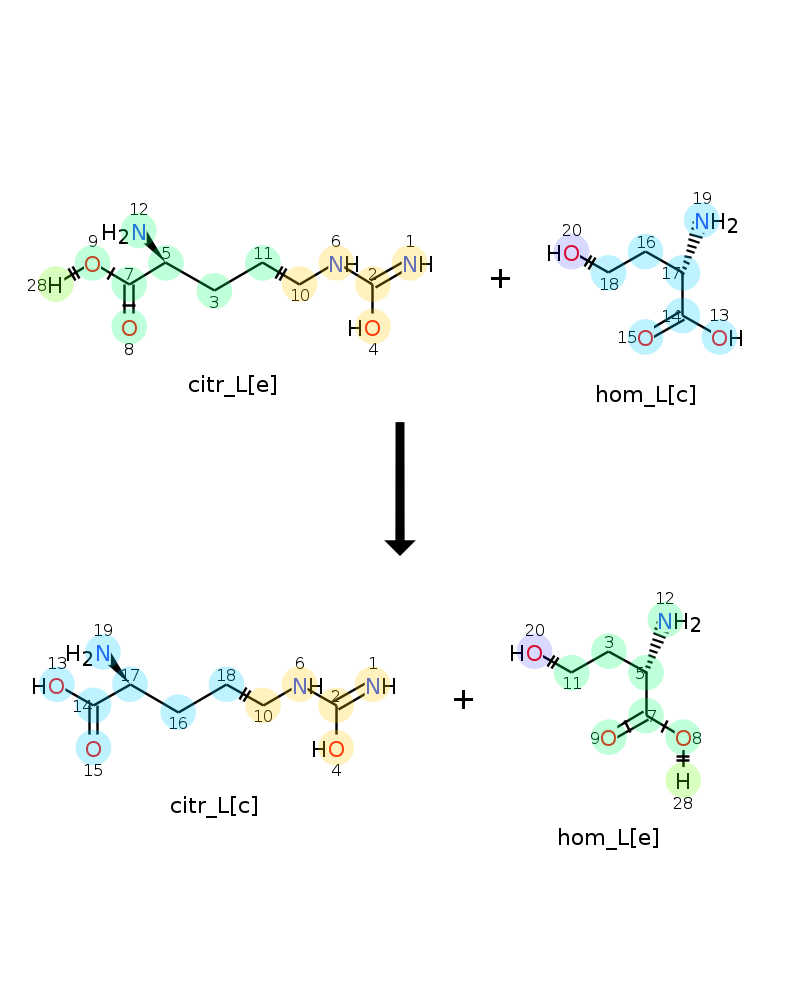 19
12
H2N NH2
20
9 5 11 6 1 16
O HO 17
28H 7 NH 2 NH 18
3 10 14 13
O HO 15O OH
8 4
citr_L[e] + hom_L[c]
12
20 NH2
19 3
H2N HO 5
13 17 18 6 1 11
HO 14 NH 2 NH 7
16 10 9O O8
O HO H
15 4 28
citr_L[c] + hom_L[e]